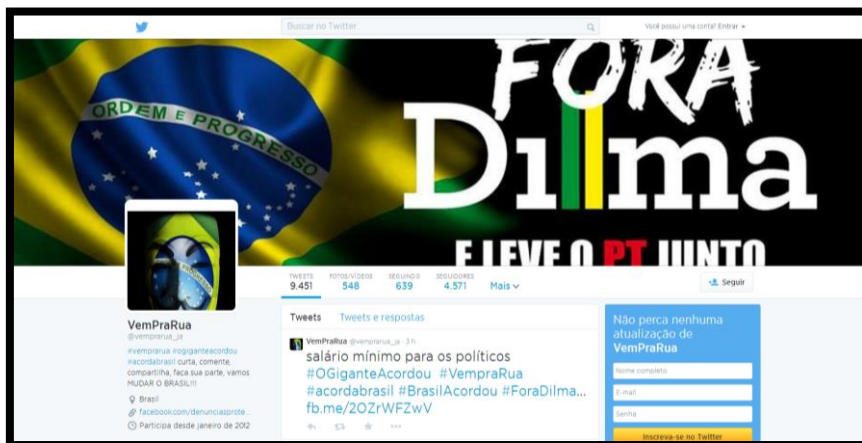 Buscar no Twitter
Você possui uma conta? Entrar
ORDEM E PROGRESSO
FORA
Dilma
E LEVE O PT JUNTO
TWEETS FOTOS/VÍDEOS SEGUINDO SEGUIDORES
9.451 548 639 4.571 Mais
Seguir
VemPraRua
@vemprarua_ja
#vemprarua #ogiganteacordou
#acordabrasil curta, comente,
compartilha, faça sua parte, vamos
MUDAR O BRASIL!!!
Brasil
facebook.com/denunciasprote...
Participa desde janeiro de 2012
Tweets Tweets e respostas
VemPraRua @vemprarua_ja · 3 h
salário mínimo para os políticos
#OGiganteAcordou #VempraRua
#acordabrasil #BrasilAcordou #ForaDilma...
fb.me/2OZrWFZwV
Não perca nenhuma
atualização de
VemPraRua
Nome completo
E-mail
Senha
Inscreva-se no Twitter